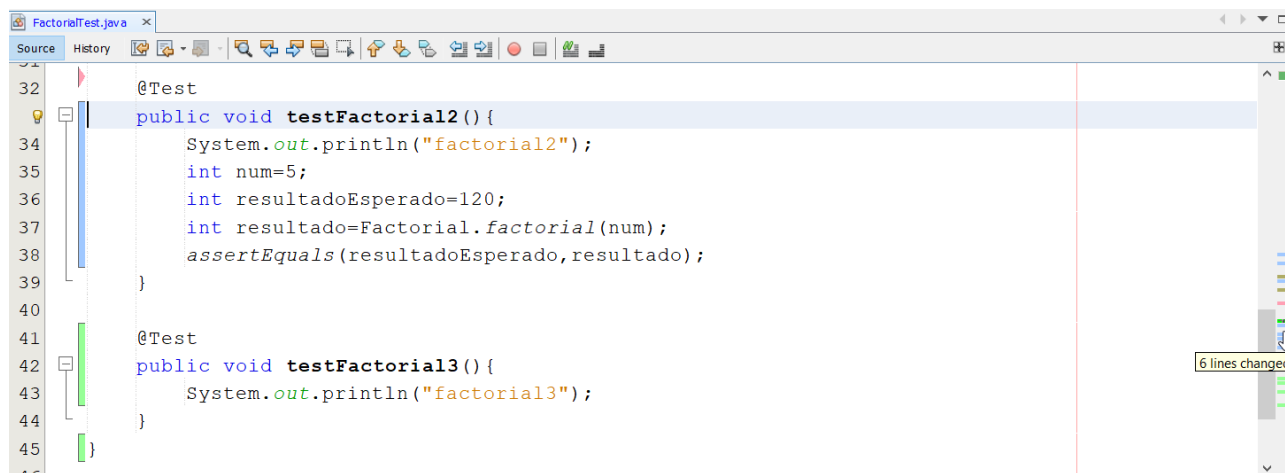 FactorialTest.java ×
Source History
32 @Test
public void testFactorial2(){
34 System.out.println("factorial2");
35 int num=5;
36 int resultadoEsperado=120;
37 int resultado=Factorial.factorial(num);
38 assertEquals(resultadoEsperado,resultado);
39 }
40
41 @Test
42 public void testFactorial3(){
6 lines changed
43 System.out.println("factorial3");
44 }
45 }